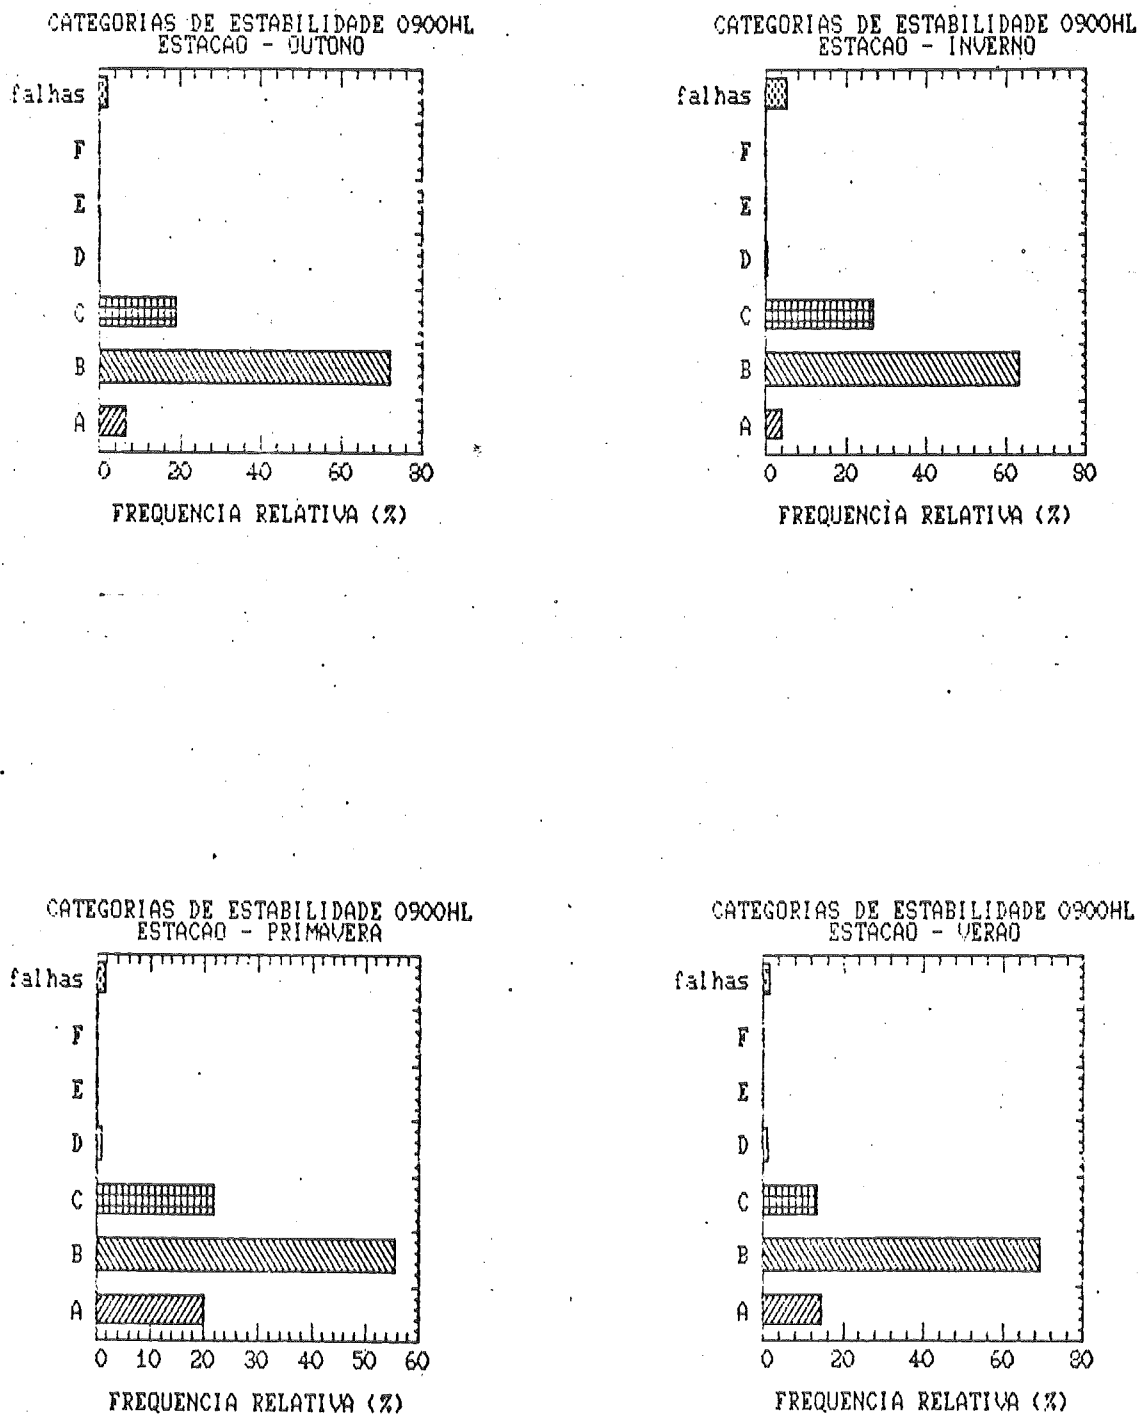 CATEGORIAS DE ESTABILIDADE 0900HL
ESTACAO - OUTONO
falhas
F
E
D
C
B
A
0 20 40 60 80
FREQUENCIA RELATIVA (%)
CATEGORIAS DE ESTABILIDADE 0900HL
ESTACAO - INVERNO
falhas
F
E
D
C
B
A
0 20 40 60 80
FREQUENCIA RELATIVA (%)
CATEGORIAS DE ESTABILIDADE 0900HL
ESTACAO - PRIMAVERA
falhas
F
E
D
C
B
A
0 10 20 30 40 50 60
FREQUENCIA RELATIVA (%)
CATEGORIAS DE ESTABILIDADE 0900HL
ESTACAO - VERAO
falhas
F
E
D
C
B
A
0 20 40 60 80
FREQUENCIA RELATIVA (%)